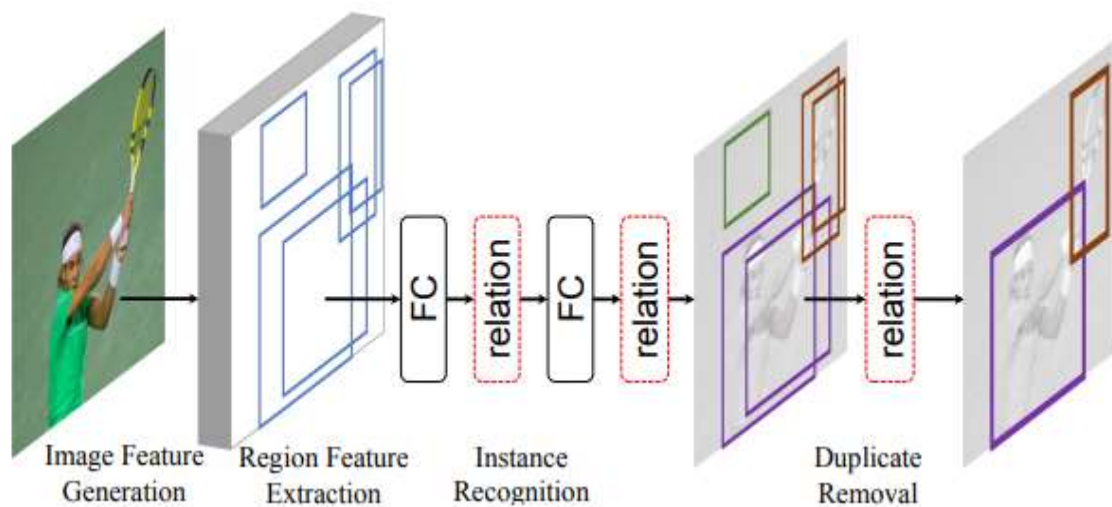 FC
relation
FC
relation
relation
Image Feature
Generation
Region Feature
Extraction
Instance
Recognition
Duplicate
Removal